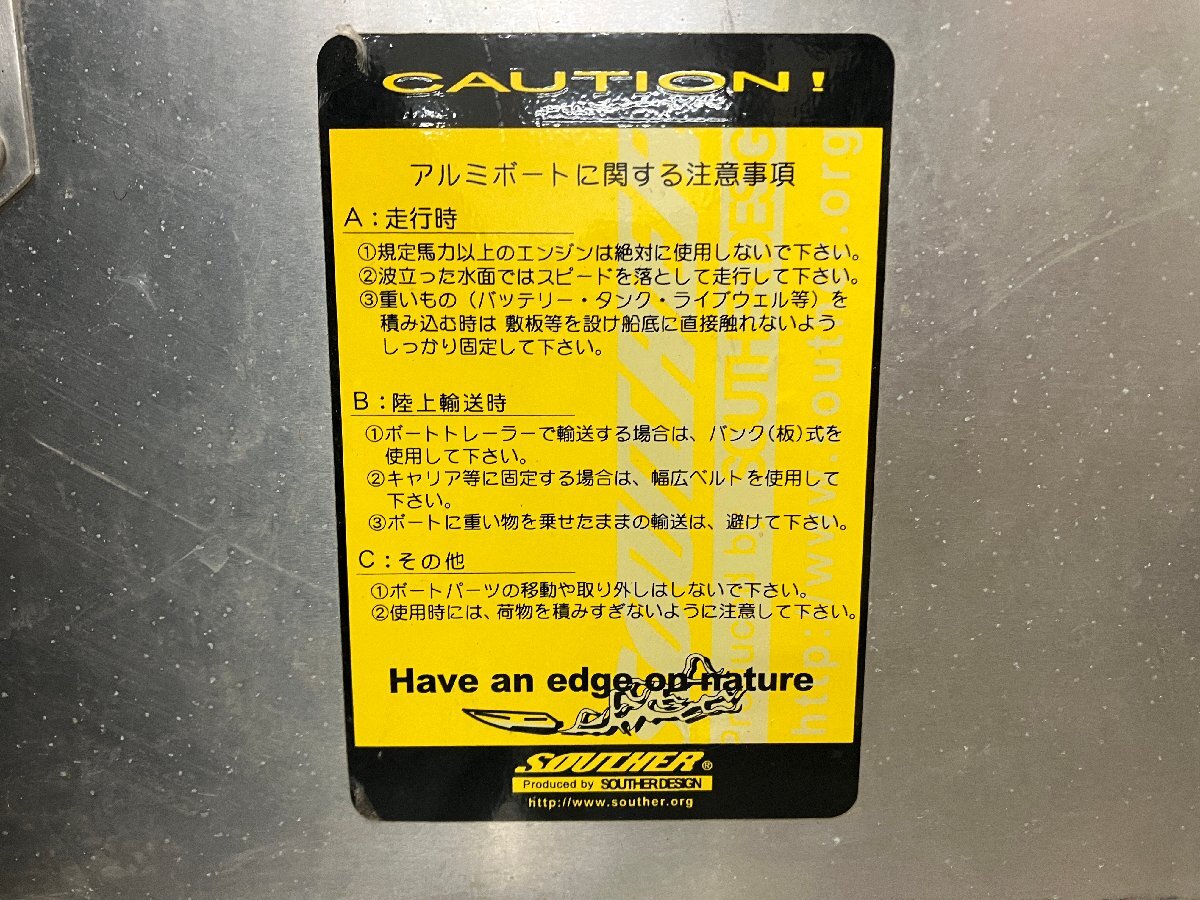 CAUTION!
アルミボートに関する注意事項
A：走行時
①規定馬力以上のエンジンは絶対に使用しないで下さい。
②波立った水面ではスピードを落として走行して下さい。
③重いもの（バッテリー・タンク・ライブウェル等）を
積み込む時は 敷板等を設け船底に直接触れないよう
しっかり固定して下さい。
B：陸上輸送時
①ボートトレーラーで輸送する場合は、バンク(板)式を
使用して下さい。
②キャリア等に固定する場合は、幅広ベルトを使用して
下さい。
③ボートに重い物を乗せたままの輸送は、避けて下さい。
C：その他
①ボートパーツの移動や取り外しはしないで下さい。
②使用時には、荷物を積みすぎないように注意して下さい。
Have an edge on nature
SOUTHER®
Produced by SOUTHER DESIGN
http://www.souther.org
SOUTHER
Produced by SOUTHER DESIGN
http://www.souther.org